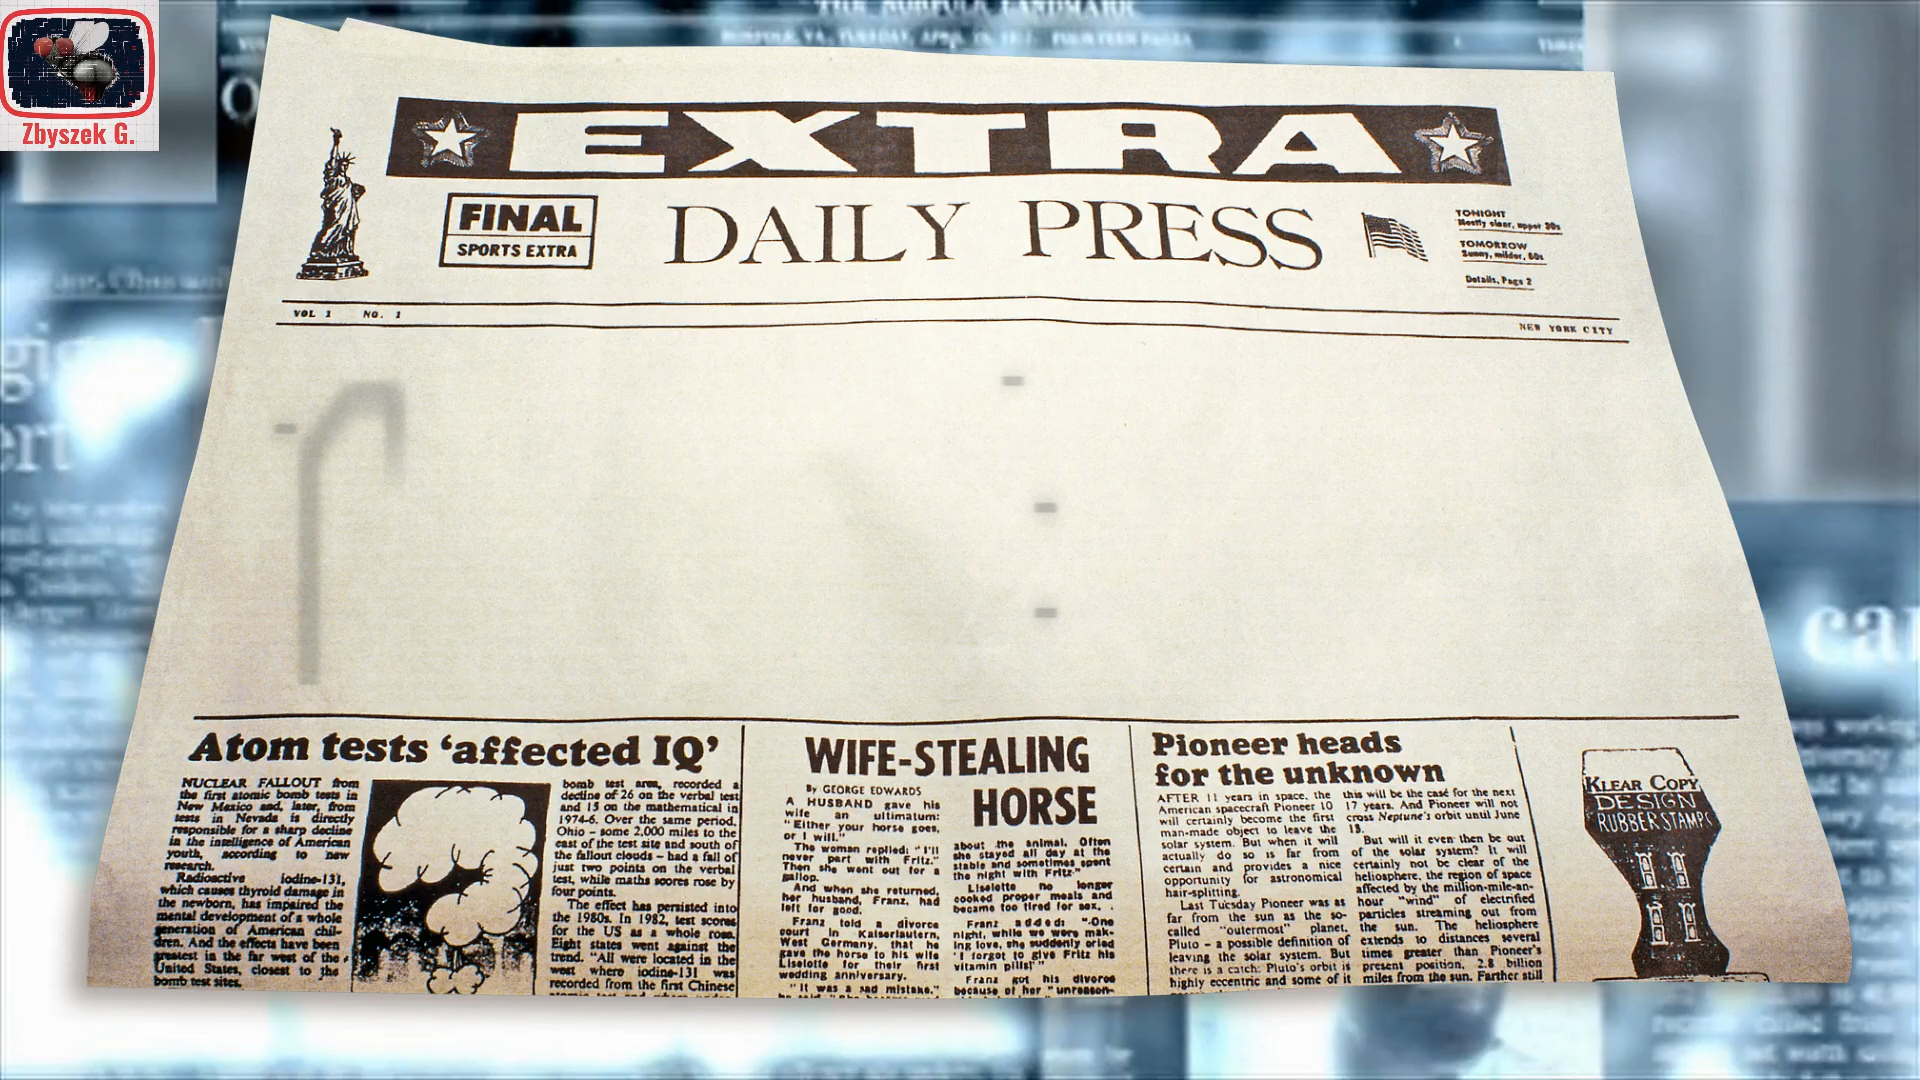 THE NORFOLK LANDMARK
Zbyszek G.
EXTRA
FINAL
SPORTS EXTRA
DAILY PRESS
TONIGHT
Mostly clear, upper 30s
TOMORROW
Sunny, milder, 60s
Details, Page 2
VOL 1 NO. 1
NEW YORK CITY
Atom tests ‘affected IQ’
NUCLEAR FALLOUT from
the first atomic bomb tests in
New Mexico and, later, from
tests in Nevada is directly
responsible for a sharp decline
in the intelligence of American
youth, according to new
research.
Radioactive iodine-131,
which causes thyroid damage in
the newborn, has impaired the
mental development of a whole
generation of American chil-
dren. And the effects have been
greatest in the far west of the
United States, closest to the
bomb test sites.
bomb test area, recorded a
decline of 26 on the verbal test
and 15 on the mathematical in
1974-6. Over the same period,
Ohio – some 2,000 miles to the
east of the test site and south of
the fallout clouds – had a fall of
just two points on the verbal
test, while maths scores rose by
four points.
The effect has persisted into
the 1980s. In 1982, test scores
for the US as a whole rose.
Eight states went against the
trend. "All were located in the
west where iodine-131 was
recorded from the first Chinese
WIFE-STEALING
HORSE
By GEORGE EDWARDS
A HUSBAND gave his
wife an ultimatum:
"Either your horse goes,
or I will."
The woman replied: "I'll
never part with Fritz."
Then she went out for a
gallop.
And when she returned,
her husband, Franz, had
left for good.
Franz told a divorce
court in Kaiserlautern,
West Germany, that he
gave the horse to his wife
Liselotte for their first
wedding anniversary.
"It was a sad mistake,"
about the animal. Often
she stayed all day at the
stable and sometimes spent
the night with Fritz."
Liselotte no longer
cooked proper meals and
became too tired for sex.
Franz added: "One
night, while we were mak-
ing love, she suddenly cried
'I forgot to give Fritz his
vitamin pills!'"
Franz got his divorce
because of her "unreason-
Pioneer heads
for the unknown
AFTER 11 years in space, the
American spacecraft Pioneer 10
will certainly become the first
man-made object to leave the
solar system. But when it will
actually do so is far from
certain and provides a nice
opportunity for astronomical
hair-splitting.
Last Tuesday Pioneer was as
far from the sun as the so-
called "outermost" planet,
Pluto – a possible definition of
leaving the solar system. But
there is a catch: Pluto's orbit is
highly eccentric and some of it
this will be the case for the next
17 years. And Pioneer will not
cross Neptune's orbit until June
13.
But will it even then be out
of the solar system? It will
certainly not be clear of the
heliosphere, the region of space
affected by the million-mile-an-
hour "wind" of electrified
particles streaming out from
the sun. The heliosphere
extends to distances several
times greater than Pioneer's
present position, 2.8 billion
miles from the sun. Farther still
KLEAR COPY
DESIGN
RUBBER STAMPS